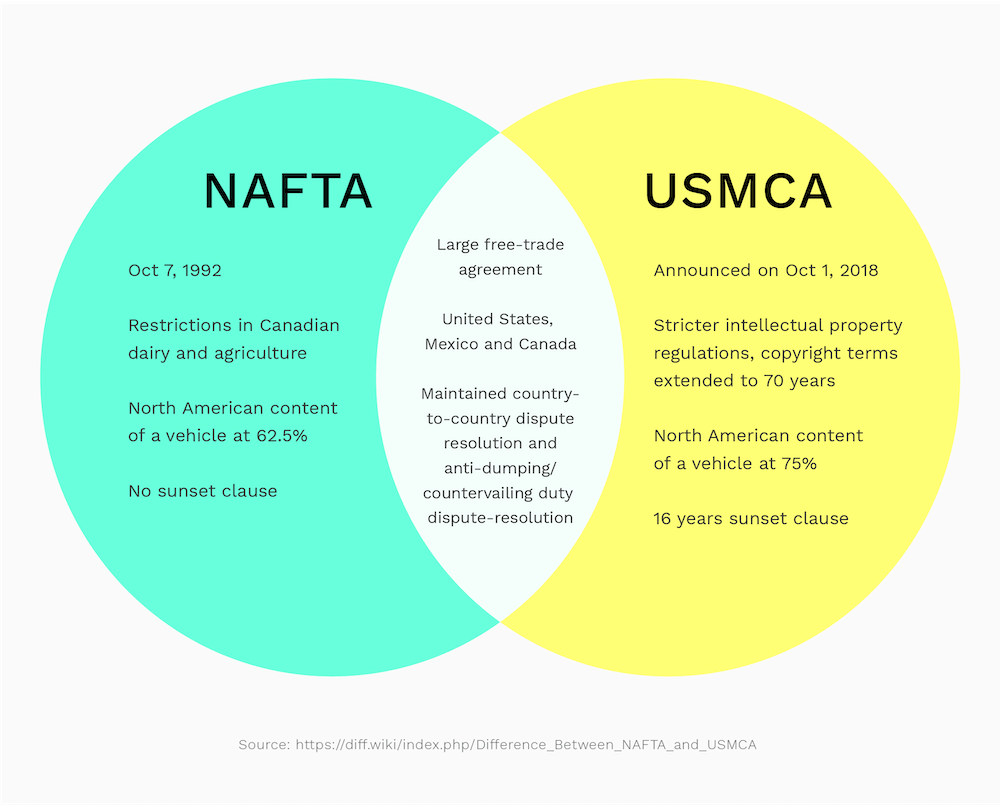 NAFTA
Oct 7, 1992
Restrictions in Canadian
dairy and agriculture
North American content
of a vehicle at 62.5%
No sunset clause
Large free-trade
agreement
United States,
Mexico and Canada
Maintained country-
to-country dispute
resolution and
anti-dumping/
countervailing duty
dispute-resolution
USMCA
Announced on Oct 1, 2018
Stricter intellectual property
regulations, copyright terms
extended to 70 years
North American content
of a vehicle at 75%
16 years sunset clause
Source: https://diff.wiki/index.php/Difference_Between_NAFTA_and_USMCA